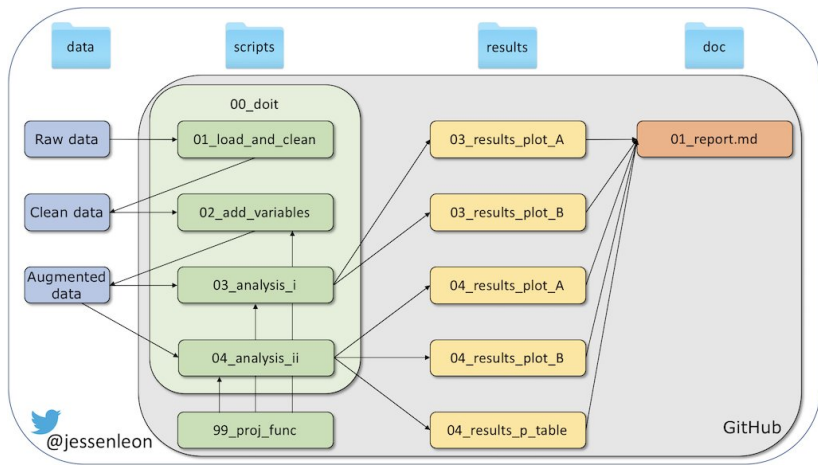 data
scripts
results
doc
00_doit
Raw data
01_load_and_clean
03_results_plot_A
01_report.md
Clean data
02_add_variables
03_results_plot_B
Augmented
data
03_analysis_i
04_results_plot_A
04_analysis_ii
04_results_plot_B
99_proj_func
04_results_p_table
@jessenleon
GitHub